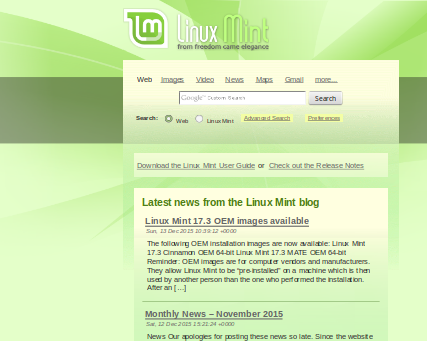 Linux Mint
from freedom came elegance
Web Images Video News Maps Gmail more...
Google™ Custom Search Search
Search: Web Linux Mint Advanced Search Preferences
Download the Linux Mint User Guide or Check out the Release Notes
Latest news from the Linux Mint blog
Linux Mint 17.3 OEM images available
Sun, 13 Dec 2015 10:39:12 +0000
The following OEM installation images are now available: Linux Mint
17.3 Cinnamon OEM 64-bit Linux Mint 17.3 MATE OEM 64-bit
Reminder: OEM images are for computer vendors and manufacturers.
They allow Linux Mint to be “pre-installed” on a machine which is then
used by another person than the one who performed the installation.
After an […]
Monthly News – November 2015
Sat, 12 Dec 2015 15:21:24 +0000
News Our apologies for posting these news so late. Since the website